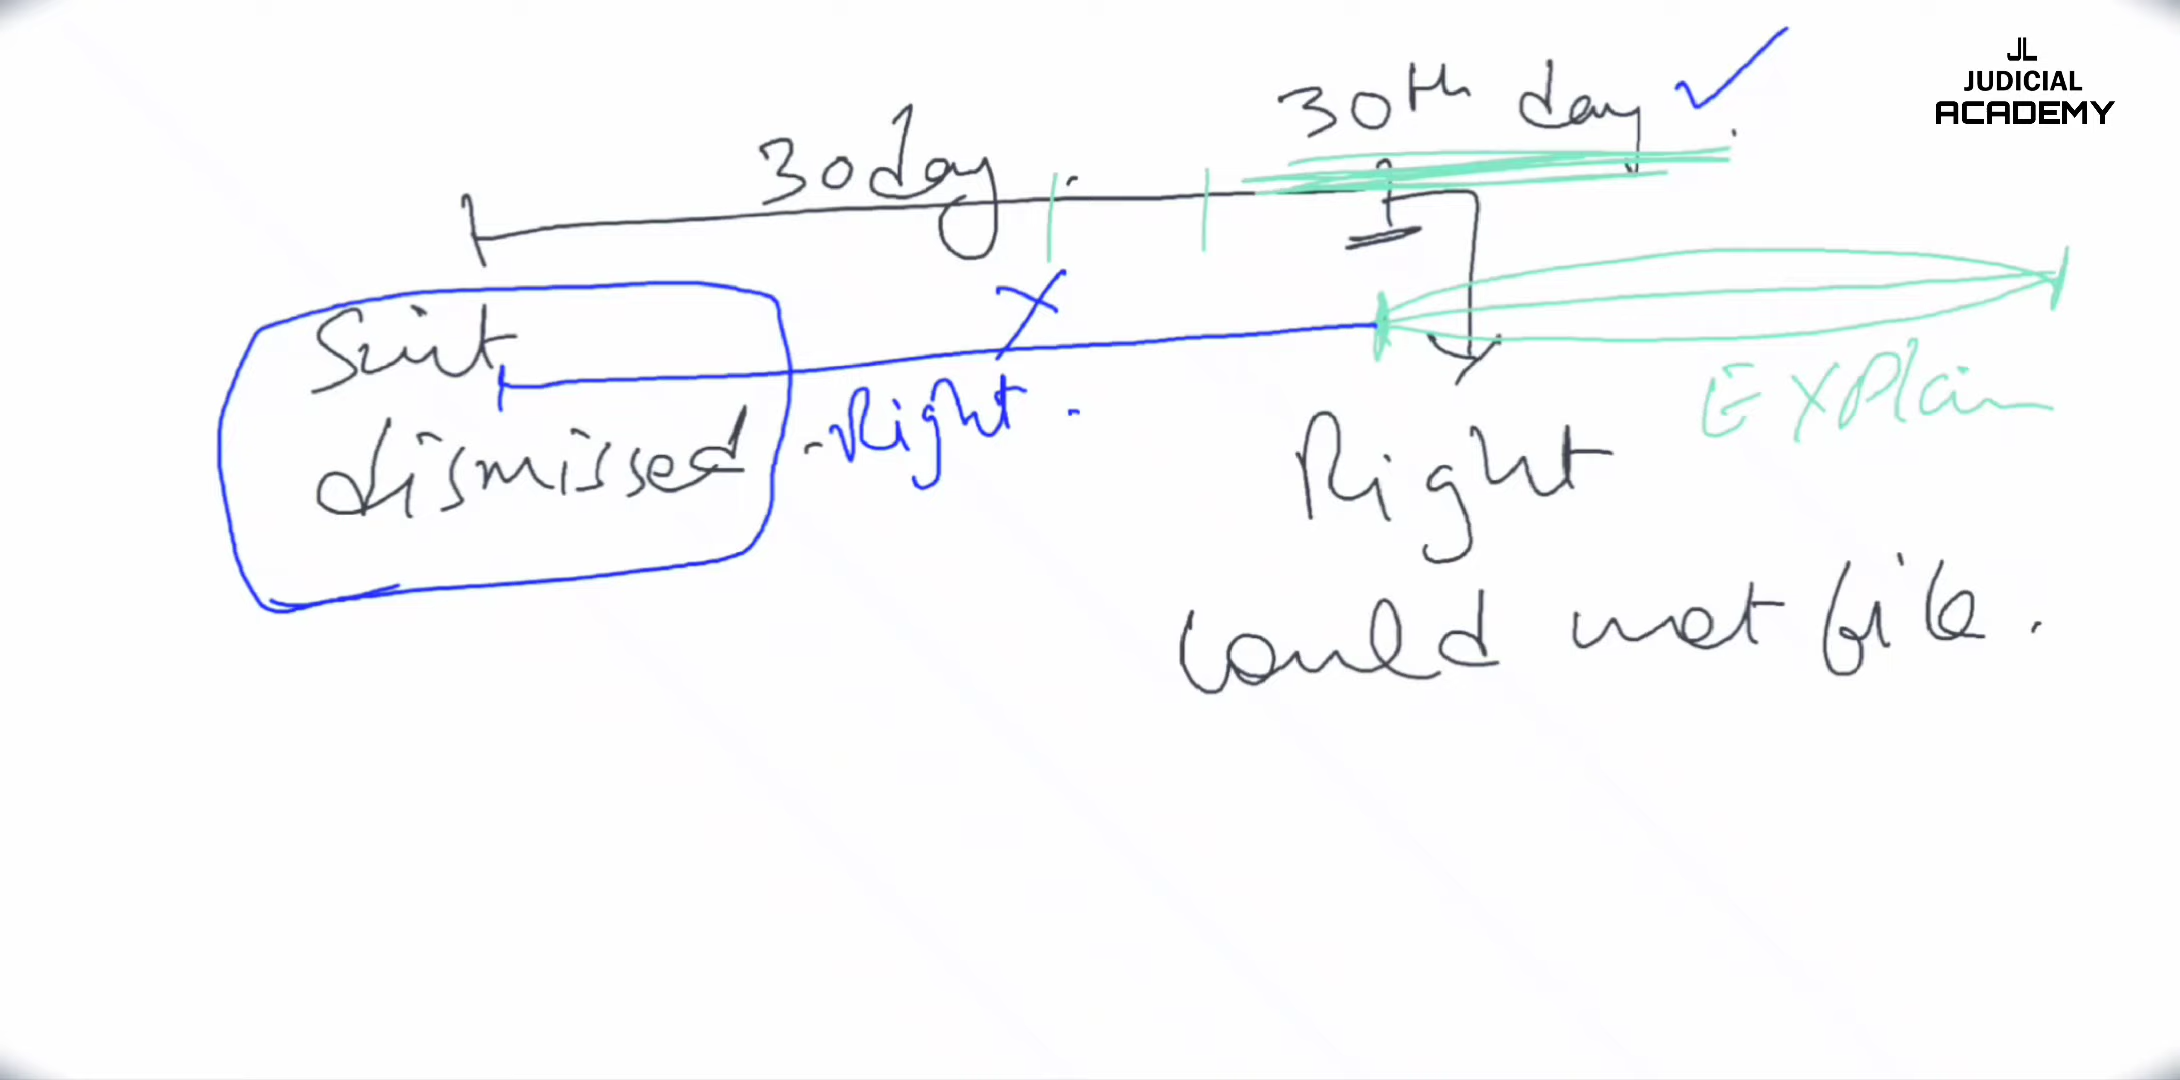 JL
JUDICIAL
ACADEMY
30th day
30 day
Suit
dismissed
Right
Explain
Right
could not file.